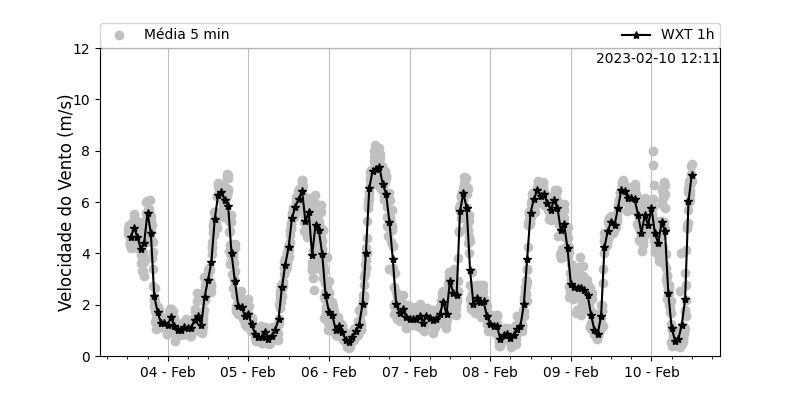 Média 5 min WXT 1h
2023-02-10 12:11
Velocidade do Vento (m/s)
12
10
8
6
4
2
0
04 - Feb 05 - Feb 06 - Feb 07 - Feb 08 - Feb 09 - Feb 10 - Feb